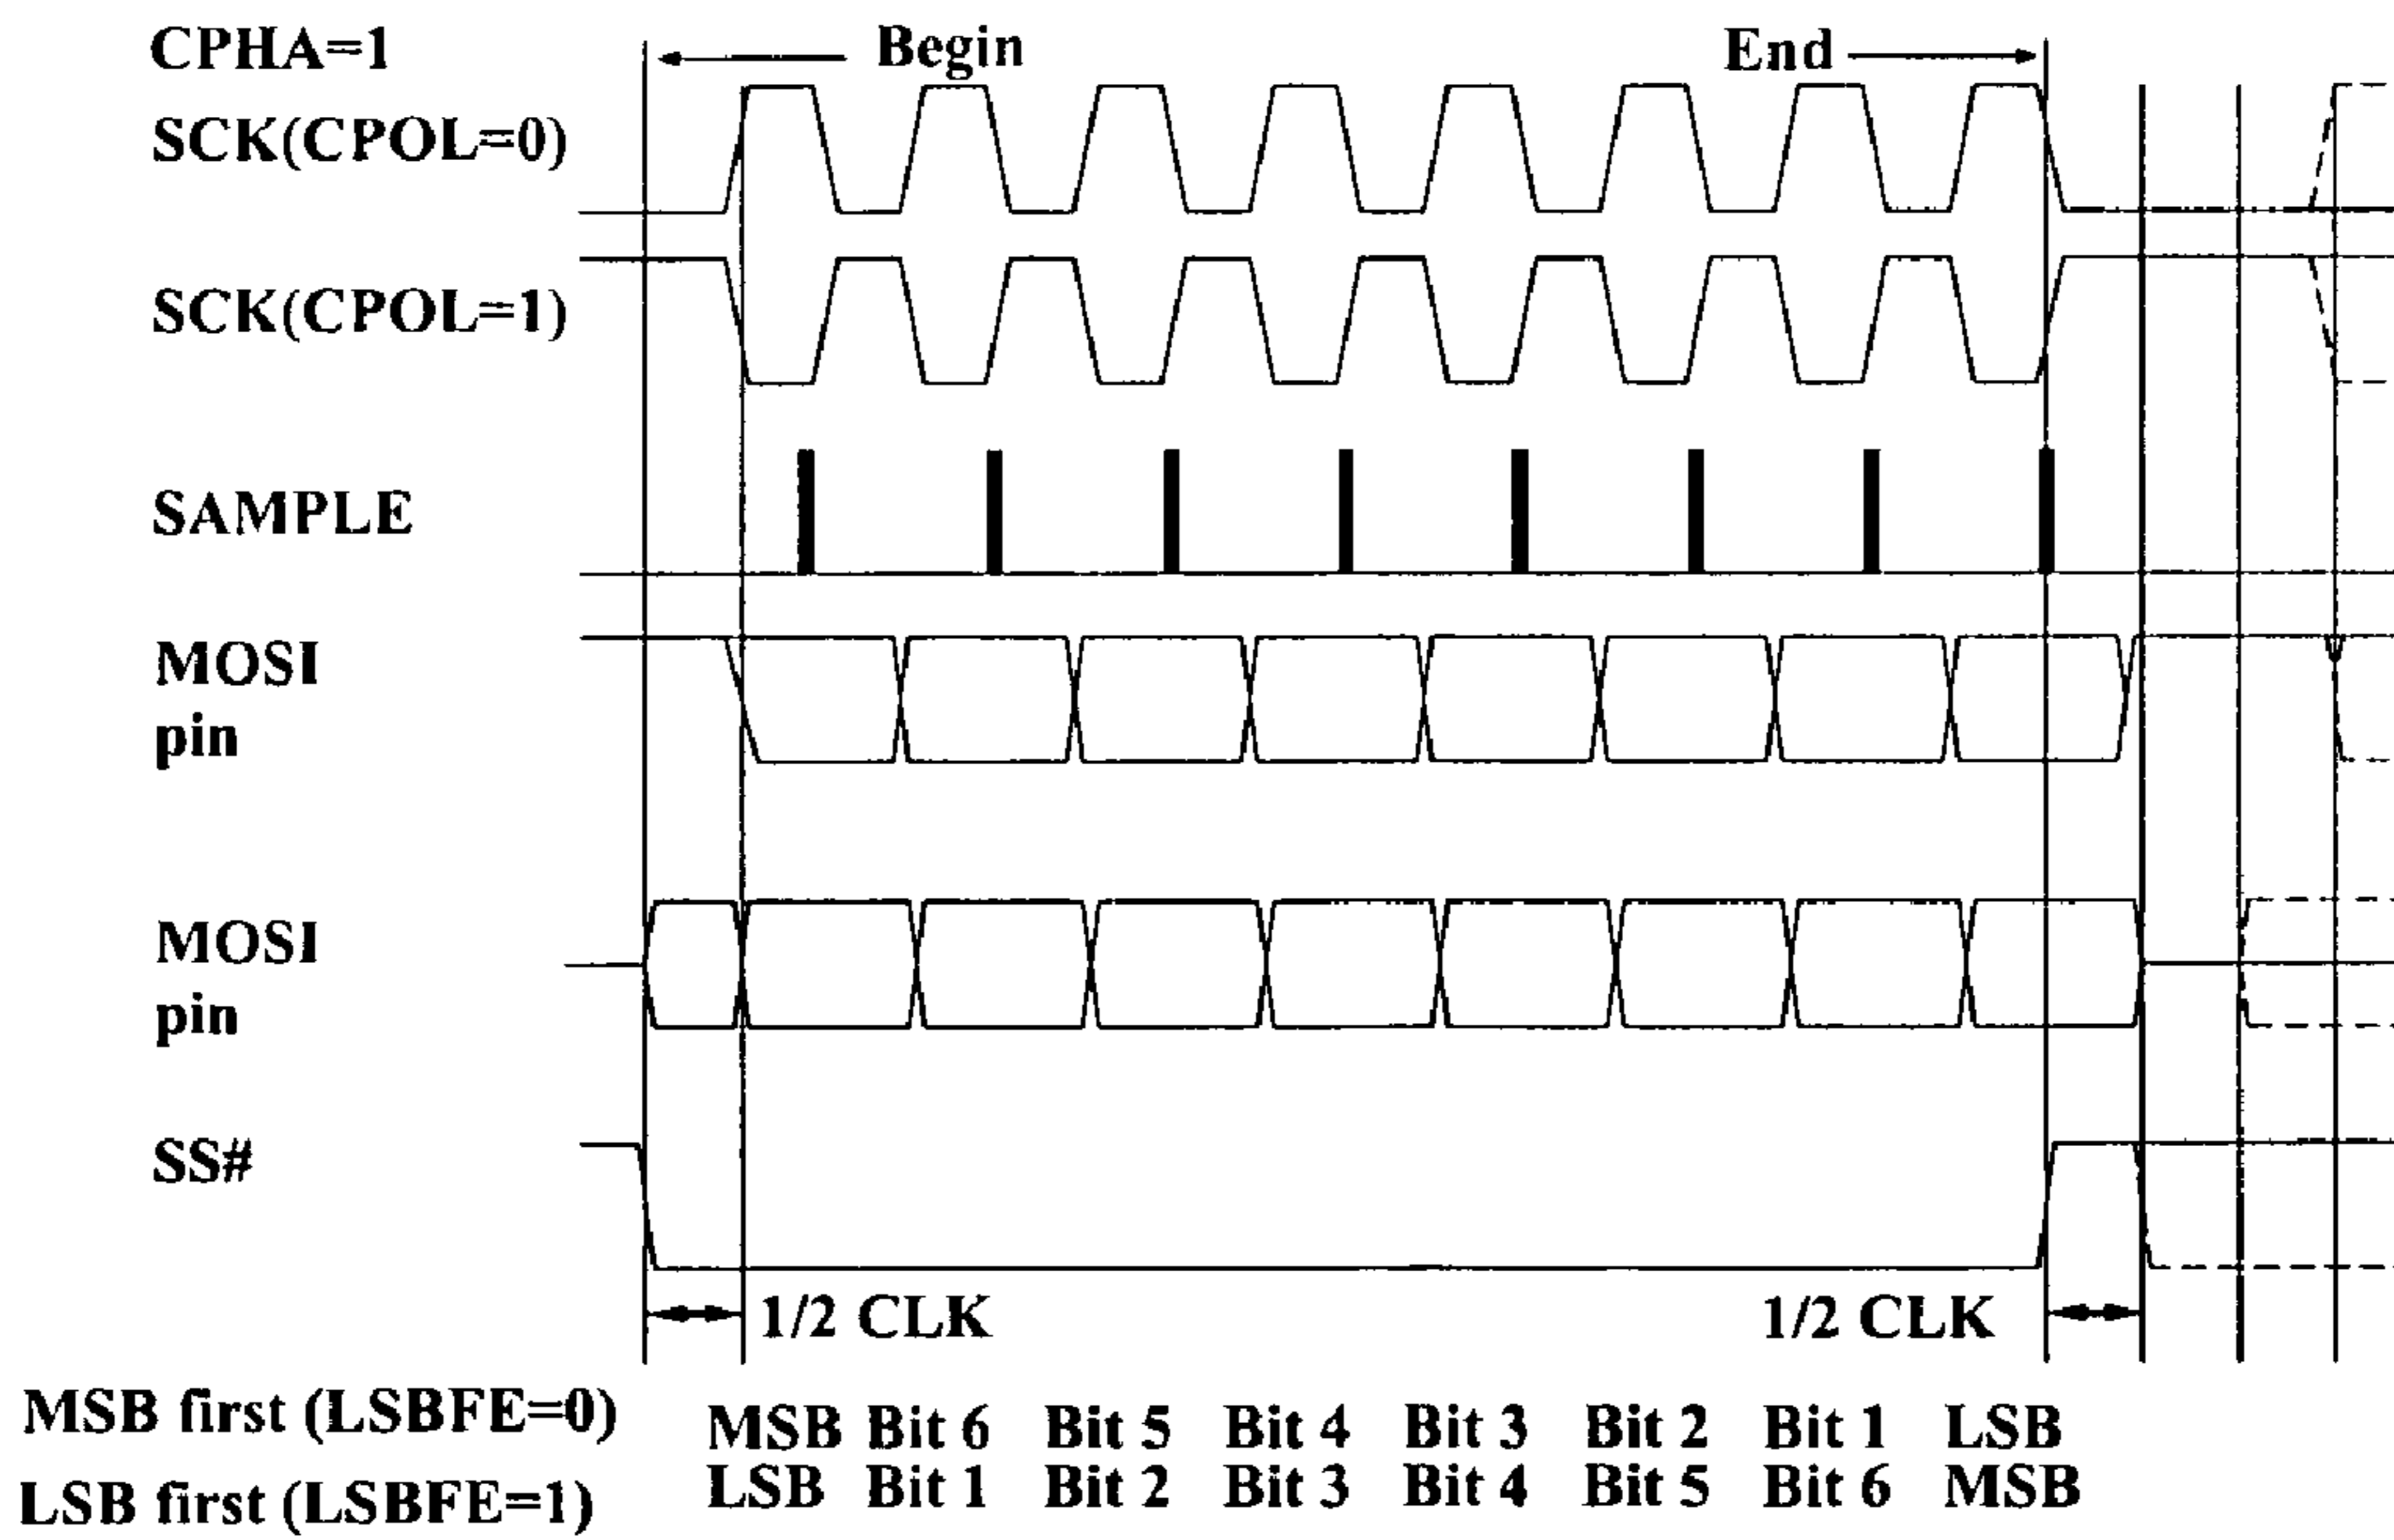 CPHA=1
Begin
End
SCK(CPOL=0)
SCK(CPOL=1)
SAMPLE
MOSI
pin
MOSI
pin
SS#
1/2 CLK
1/2 CLK
MSB first (LSBFE=0) MSB Bit 6 Bit 5 Bit 4 Bit 3 Bit 2 Bit 1 LSB
LSB first (LSBFE=1) LSB Bit 1 Bit 2 Bit 3 Bit 4 Bit 5 Bit 6 MSB